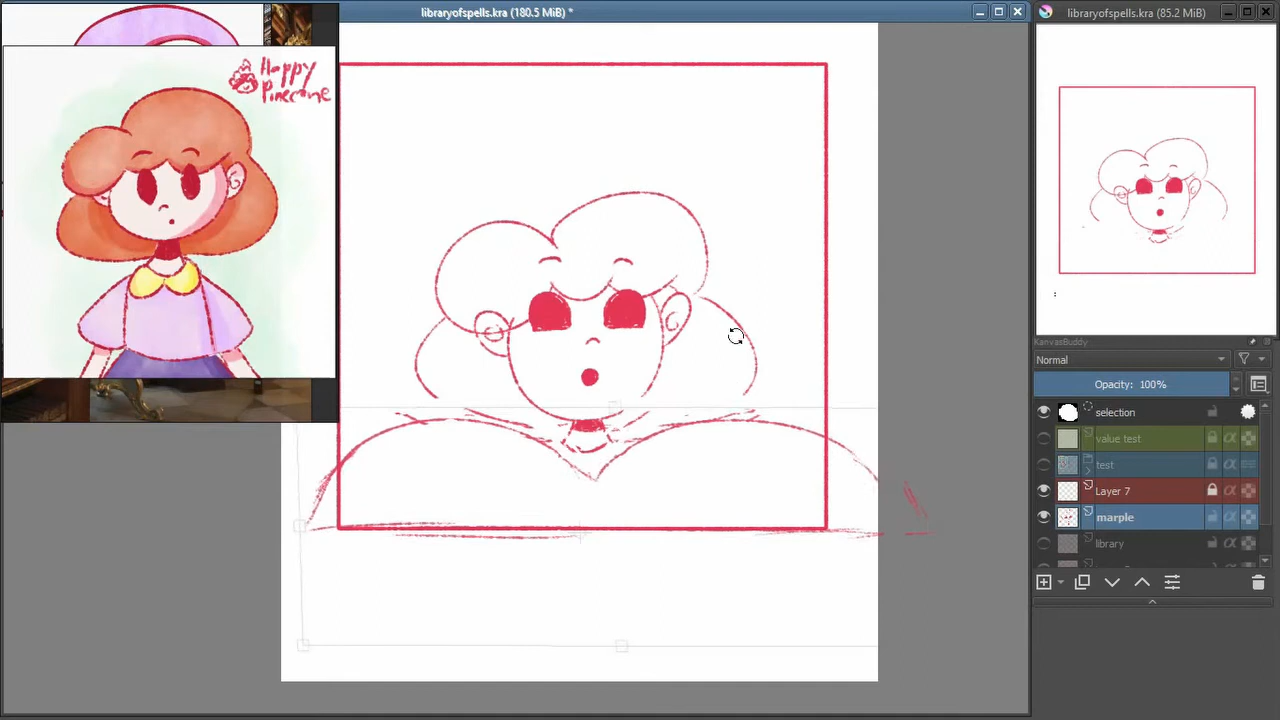 libraryofspells.kra (180.5 MiB) *
libraryofspells.kra (85.2 MiB) *
Happy
Pinecone
KanvasBuddy
Normal
Opacity: 100%
selection
value test
test
Layer 7
marple
library